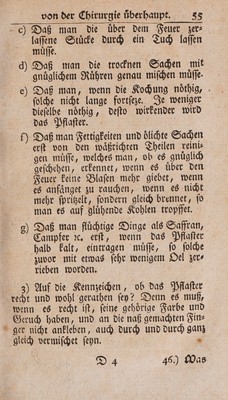 von der Chirurgie überhaupt. 55
c) Daß man die über dem Feuer zer-
lassene Stücke durch ein Tuch lassen
müsse.
d) Daß man die trocknen Sachen mit
gnüglichem Rühren genau mischen müsse.
e) Daß man, wenn die Kochung nöthig,
solche nicht lange fortseze. Je weniger
dieselbe nöthig, desto wirkender wird
das Pflaster.
f) Daß man Fettigkeiten und ölichte Sachen
erst von den wäßrichten Theilen reini-
gen müsse, welches man, ob es gnüglich
geschehen, erkennet, wenn es über den
Feuer keine Blasen mehr giebet, wenn
es anfänget zu rauchen, wenn es nicht
mehr spritzelt, sondern gleich brennet, so
man es auf glühende Kohlen tropffet.
g) Daß man flüchtige Dinge als Saffran,
Campfer ꝛc. erst, wenn das Pflaster
halb kalt, eintragen müsse, so solche
zuvor mit etwas sehr wenigem Oel zer-
rieben worden.
3) Auf die Kennzeichen, ob das Pflaster
recht und wohl gerathen sey? Denn es muß,
wenn es recht ist, seine gehörige Farbe und
Geruch haben, und an die naß gemachten Fin-
ger nicht ankleben, auch durch und durch ganz
gleich vermischet seyn.
D 4 46.) Was